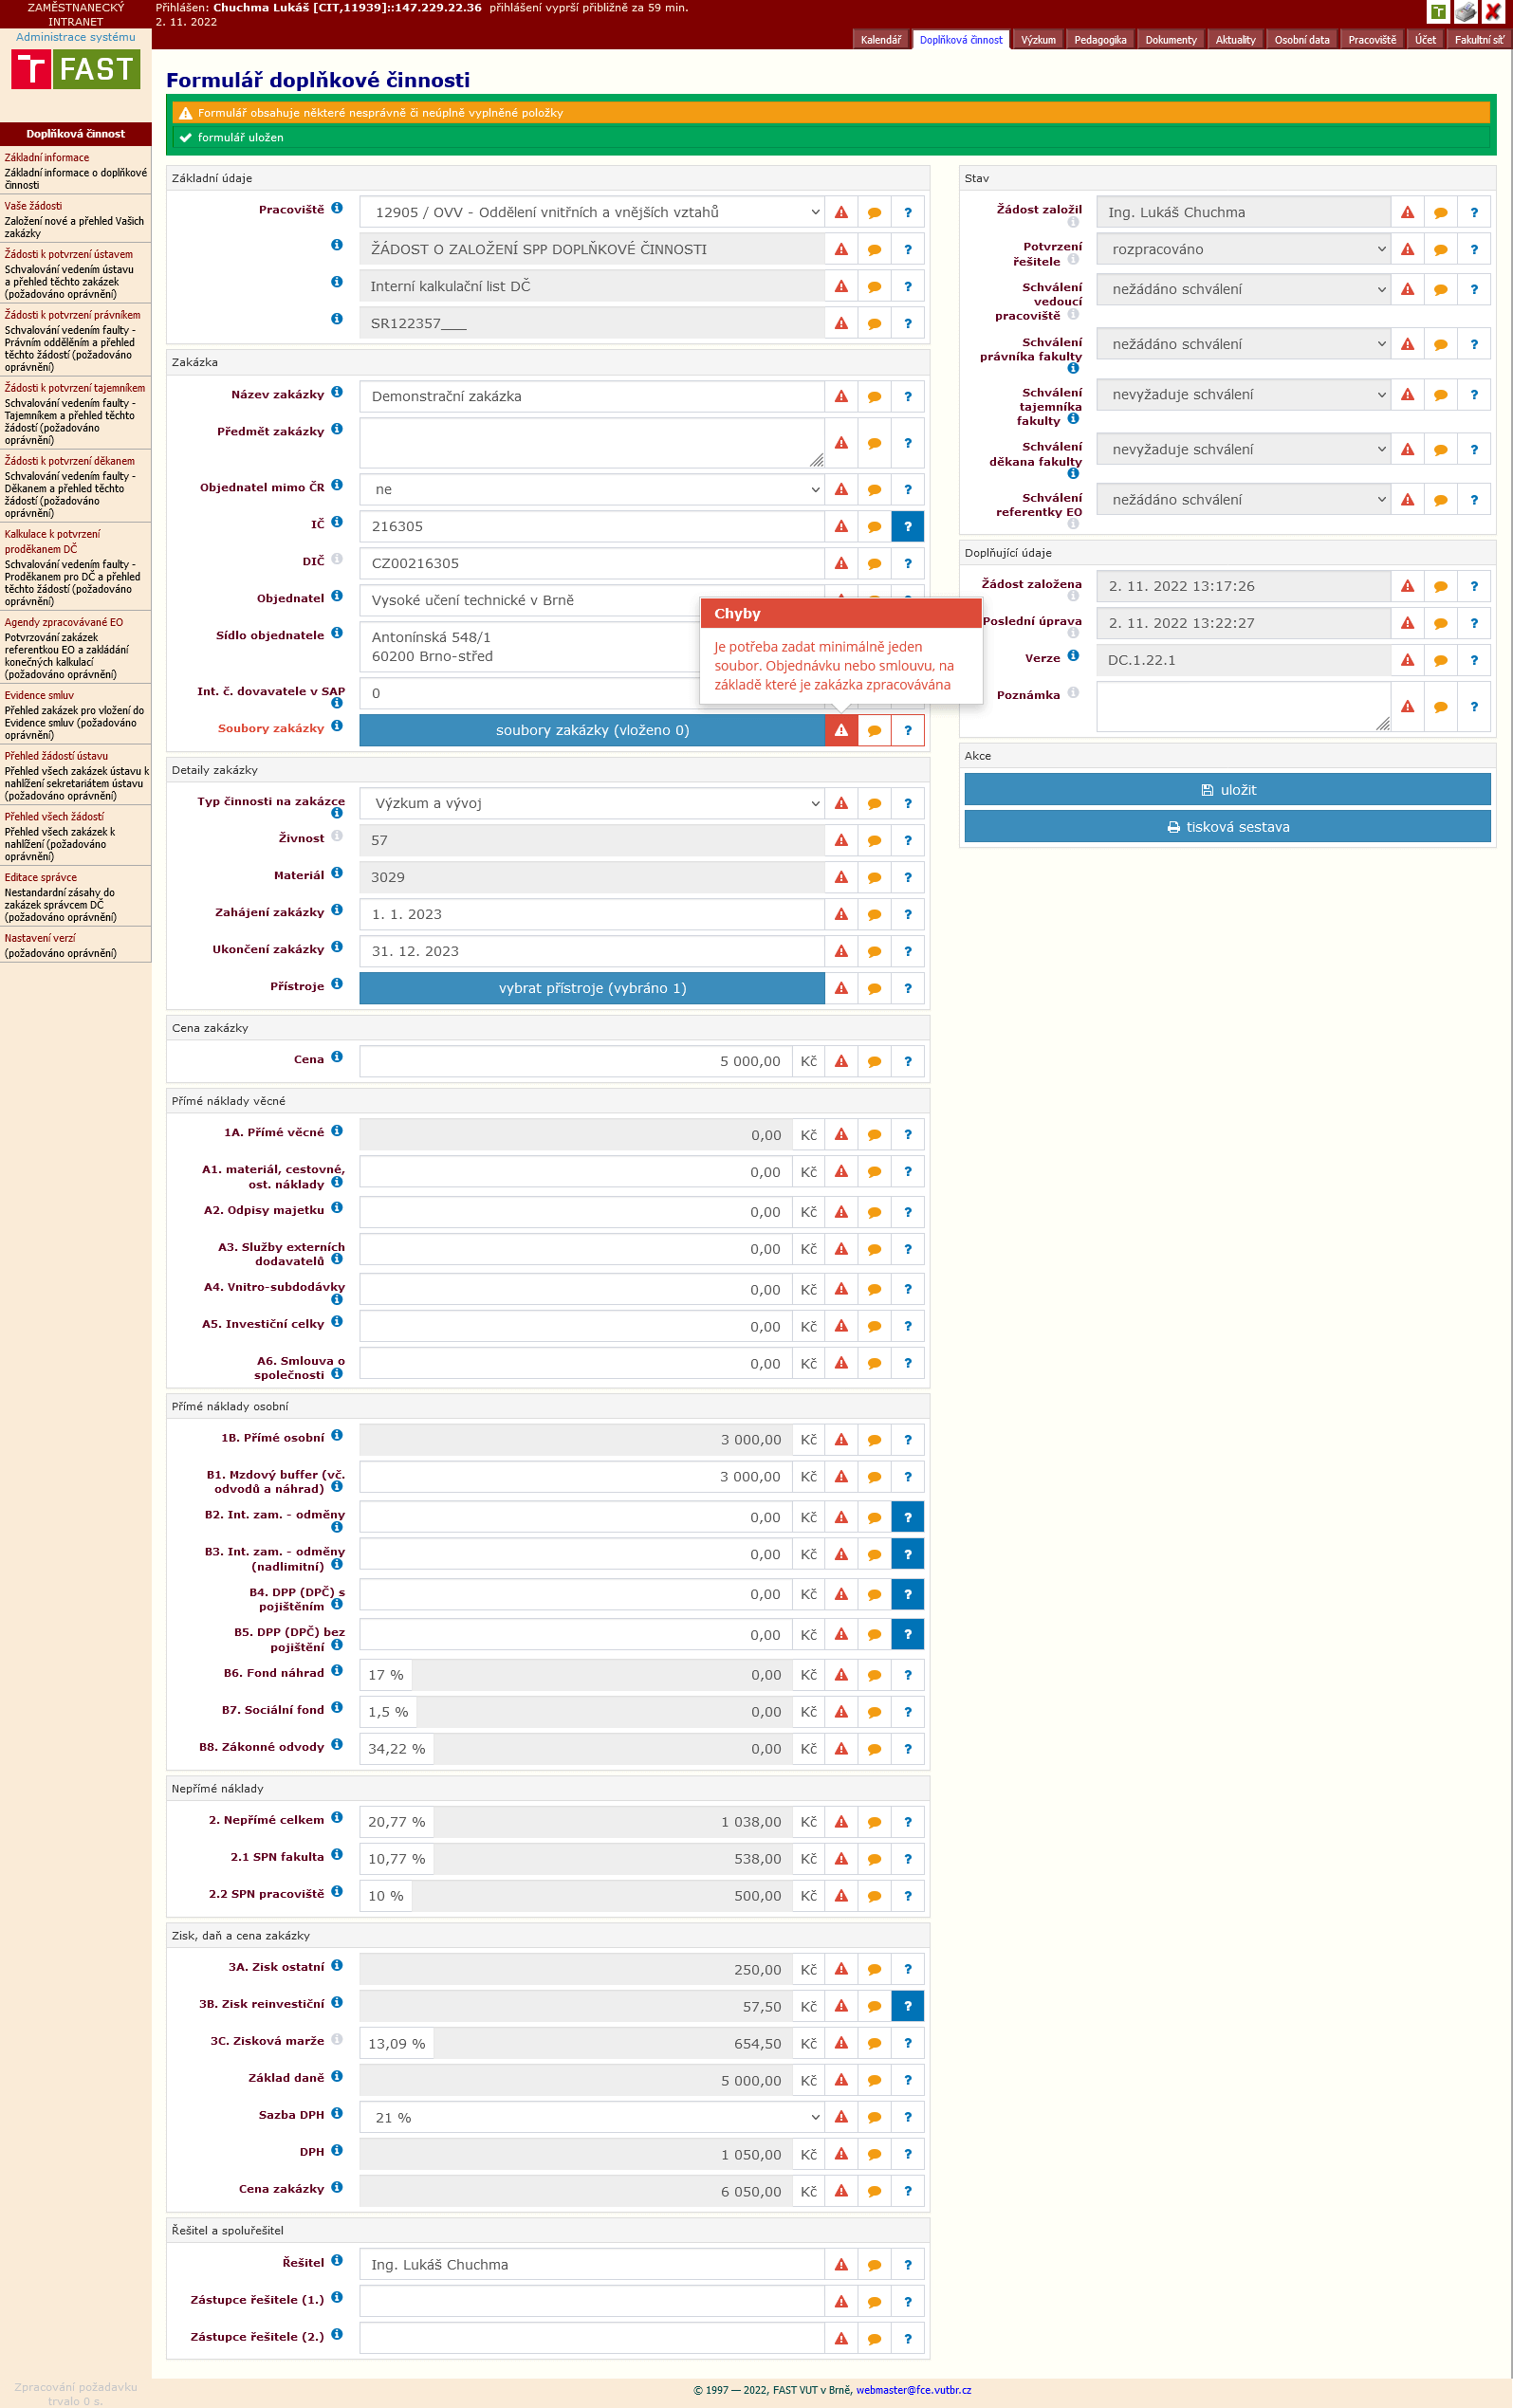 ZAMĚSTNANECKÝ
INTRANET
Administrace systému
T FAST
Přihlášen: Chuchma Lukáš [CIT,11939]::147.229.22.36 přihlášení vyprší přibližně za 59 min.
2. 11. 2022
Kalendář
Doplňková činnost
Výzkum
Pedagogika
Dokumenty
Aktuality
Osobní data
Pracoviště
Účet
Fakultní síť
Doplňková činnost
Základní informace
Základní informace o doplňkové
činnosti
Vaše žádosti
Založení nové a přehled Vašich
zakázky
Žádosti k potvrzení ústavem
Schvalování vedením ústavu
a přehled těchto zakázek
(požadováno oprávnění)
Žádosti k potvrzení právníkem
Schvalování vedením faulty -
Právním oddělěním a přehled
těchto žádostí (požadováno
oprávnění)
Žádosti k potvrzení tajemníkem
Schvalování vedením faulty -
Tajemníkem a přehled těchto
žádostí (požadováno
oprávnění)
Žádosti k potvrzení děkanem
Schvalování vedením faulty -
Děkanem a přehled těchto
žádostí (požadováno
oprávnění)
Kalkulace k potvrzení
proděkanem DČ
Schvalování vedením faulty -
Proděkanem pro DČ a přehled
těchto žádostí (požadováno
oprávnění)
Agendy zpracovávané EO
Potvrzování zakázek
referentkou EO a zakládání
konečných kalkulací
(požadováno oprávnění)
Evidence smluv
Přehled zakázek pro vložení do
Evidence smluv (požadováno
oprávnění)
Přehled žádostí ústavu
Přehled všech zakázek ústavu k
nahlížení sekretariátem ústavu
(požadováno oprávnění)
Přehled všech žádostí
Přehled všech zakázek k
nahlížení (požadováno
oprávnění)
Editace správce
Nestandardní zásahy do
zakázek správcem DČ
(požadováno oprávnění)
Nastavení verzí
(požadováno oprávnění)
Formulář doplňkové činnosti
Formulář obsahuje některé nesprávně či neúplně vyplněné položky
formulář uložen
Základní údaje
Pracoviště 12905 / OVV - Oddělení vnitřních a vnějších vztahů ?
ŽÁDOST O ZALOŽENÍ SPP DOPLŇKOVÉ ČINNOSTI ?
Interní kalkulační list DČ ?
SR122357___ ?
Zakázka
Název zakázky Demonstrační zakázka ?
Předmět zakázky ?
Objednatel mimo ČR ne ?
IČ 216305 ?
DIČ CZ00216305 ?
Objednatel Vysoké učení technické v Brně
Sídlo objednatele Antonínská 548/1
60200 Brno-střed
Int. č. dovavatele v SAP 0
Chyby
Je potřeba zadat minimálně jeden
soubor. Objednávku nebo smlouvu, na
základě které je zakázka zpracovávána
Soubory zakázky soubory zakázky (vloženo 0) ?
Detaily zakázky
Typ činnosti na zakázce Výzkum a vývoj ?
Živnost 57 ?
Materiál 3029 ?
Zahájení zakázky 1. 1. 2023 ?
Ukončení zakázky 31. 12. 2023 ?
Přístroje vybrat přístroje (vybráno 1) ?
Cena zakázky
Cena 5 000,00 Kč ?
Přímé náklady věcné
1A. Přímé věcné 0,00 Kč ?
A1. materiál, cestovné,
ost. náklady 0,00 Kč ?
A2. Odpisy majetku 0,00 Kč ?
A3. Služby externích
dodavatelů 0,00 Kč ?
A4. Vnitro-subdodávky 0,00 Kč ?
A5. Investiční celky 0,00 Kč ?
A6. Smlouva o
společnosti 0,00 Kč ?
Přímé náklady osobní
1B. Přímé osobní 3 000,00 Kč ?
B1. Mzdový buffer (vč.
odvodů a náhrad) 3 000,00 Kč ?
B2. Int. zam. - odměny 0,00 Kč ?
B3. Int. zam. - odměny
(nadlimitní) 0,00 Kč ?
B4. DPP (DPČ) s
pojištěním 0,00 Kč ?
B5. DPP (DPČ) bez
pojištění 0,00 Kč ?
B6. Fond náhrad 17 % 0,00 Kč ?
B7. Sociální fond 1,5 % 0,00 Kč ?
B8. Zákonné odvody 34,22 % 0,00 Kč ?
Nepřímé náklady
2. Nepřímé celkem 20,77 % 1 038,00 Kč ?
2.1 SPN fakulta 10,77 % 538,00 Kč ?
2.2 SPN pracoviště 10 % 500,00 Kč ?
Zisk, daň a cena zakázky
3A. Zisk ostatní 250,00 Kč ?
3B. Zisk reinvestiční 57,50 Kč ?
3C. Zisková marže 13,09 % 654,50 Kč ?
Základ daně 5 000,00 Kč ?
Sazba DPH 21 % ?
DPH 1 050,00 Kč ?
Cena zakázky 6 050,00 Kč ?
Řešitel a spoluřešitel
Řešitel Ing. Lukáš Chuchma ?
Zástupce řešitele (1.) ?
Zástupce řešitele (2.) ?
Stav
Žádost založil Ing. Lukáš Chuchma ?
Potvrzení
řešitele rozpracováno ?
Schválení
vedoucí
pracoviště nežádáno schválení ?
Schválení
právníka fakulty nežádáno schválení ?
Schválení
tajemníka
fakulty nevyžaduje schválení ?
Schválení
děkana fakulty nevyžaduje schválení ?
Schválení
referentky EO nežádáno schválení ?
Doplňující údaje
Žádost založena 2. 11. 2022 13:17:26 ?
Poslední úprava 2. 11. 2022 13:22:27 ?
Verze DC.1.22.1 ?
Poznámka ?
Akce
uložit
tisková sestava
Zpracování požadavku
trvalo 0 s.
© 1997 — 2022, FAST VUT v Brně, webmaster@fce.vutbr.cz